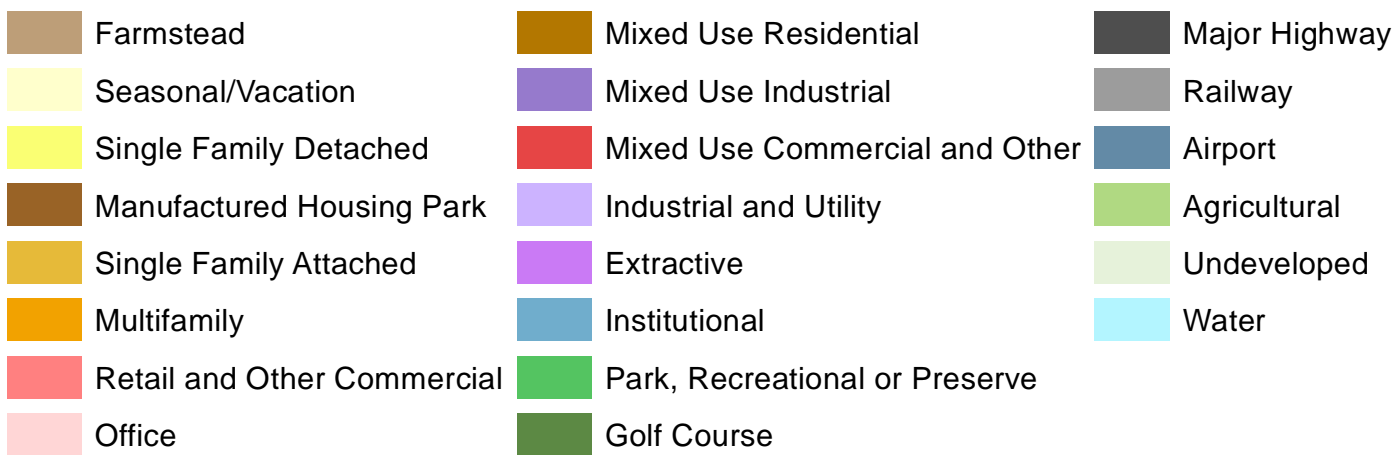 Farmstead
Seasonal/Vacation
Single Family Detached
Manufactured Housing Park
Single Family Attached
Multifamily
Retail and Other Commercial
Office
Mixed Use Residential
Mixed Use Industrial
Mixed Use Commercial and Other
Industrial and Utility
Extractive
Institutional
Park, Recreational or Preserve
Golf Course
Major Highway
Railway
Airport
Agricultural
Undeveloped
Water